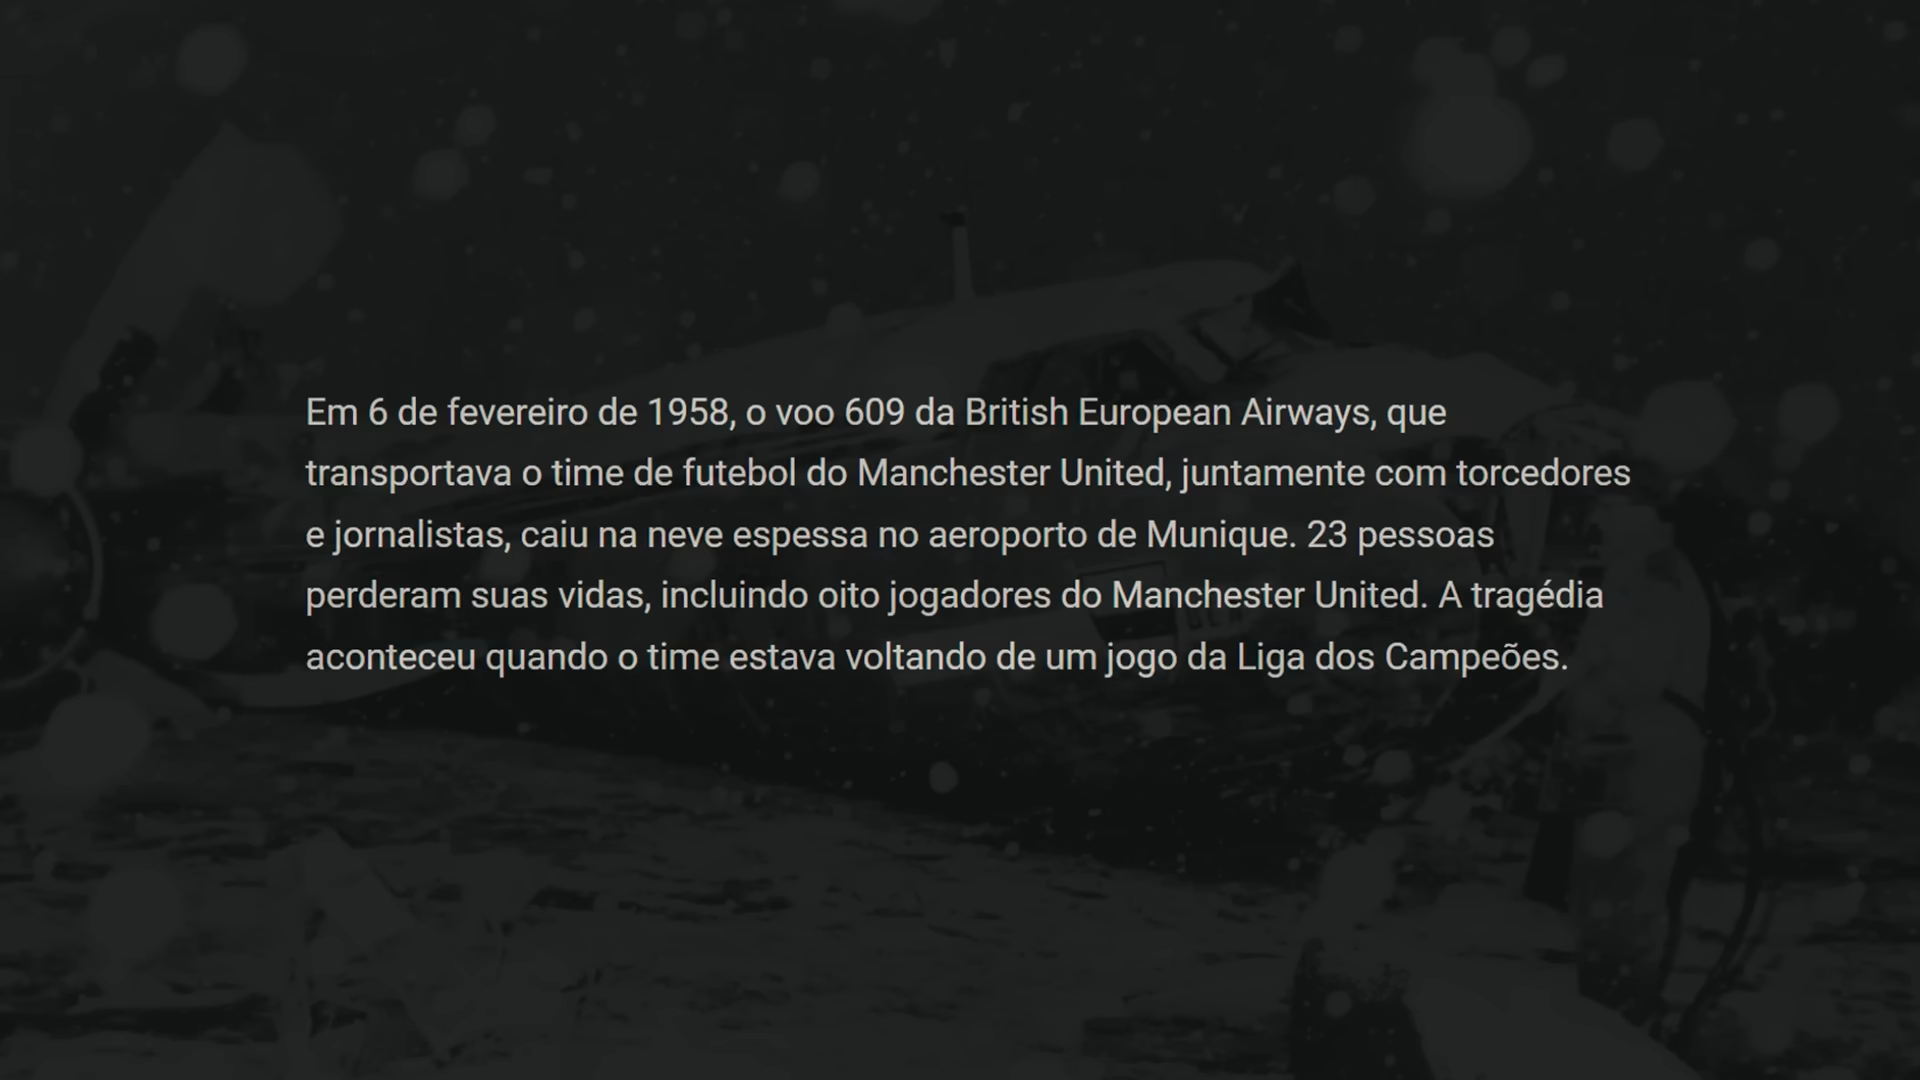 Em 6 de fevereiro de 1958, o voo 609 da British European Airways, que
transportava o time de futebol do Manchester United, juntamente com torcedores
e jornalistas, caiu na neve espessa no aeroporto de Munique. 23 pessoas
perderam suas vidas, incluindo oito jogadores do Manchester United. A tragédia
aconteceu quando o time estava voltando de um jogo da Liga dos Campeões.